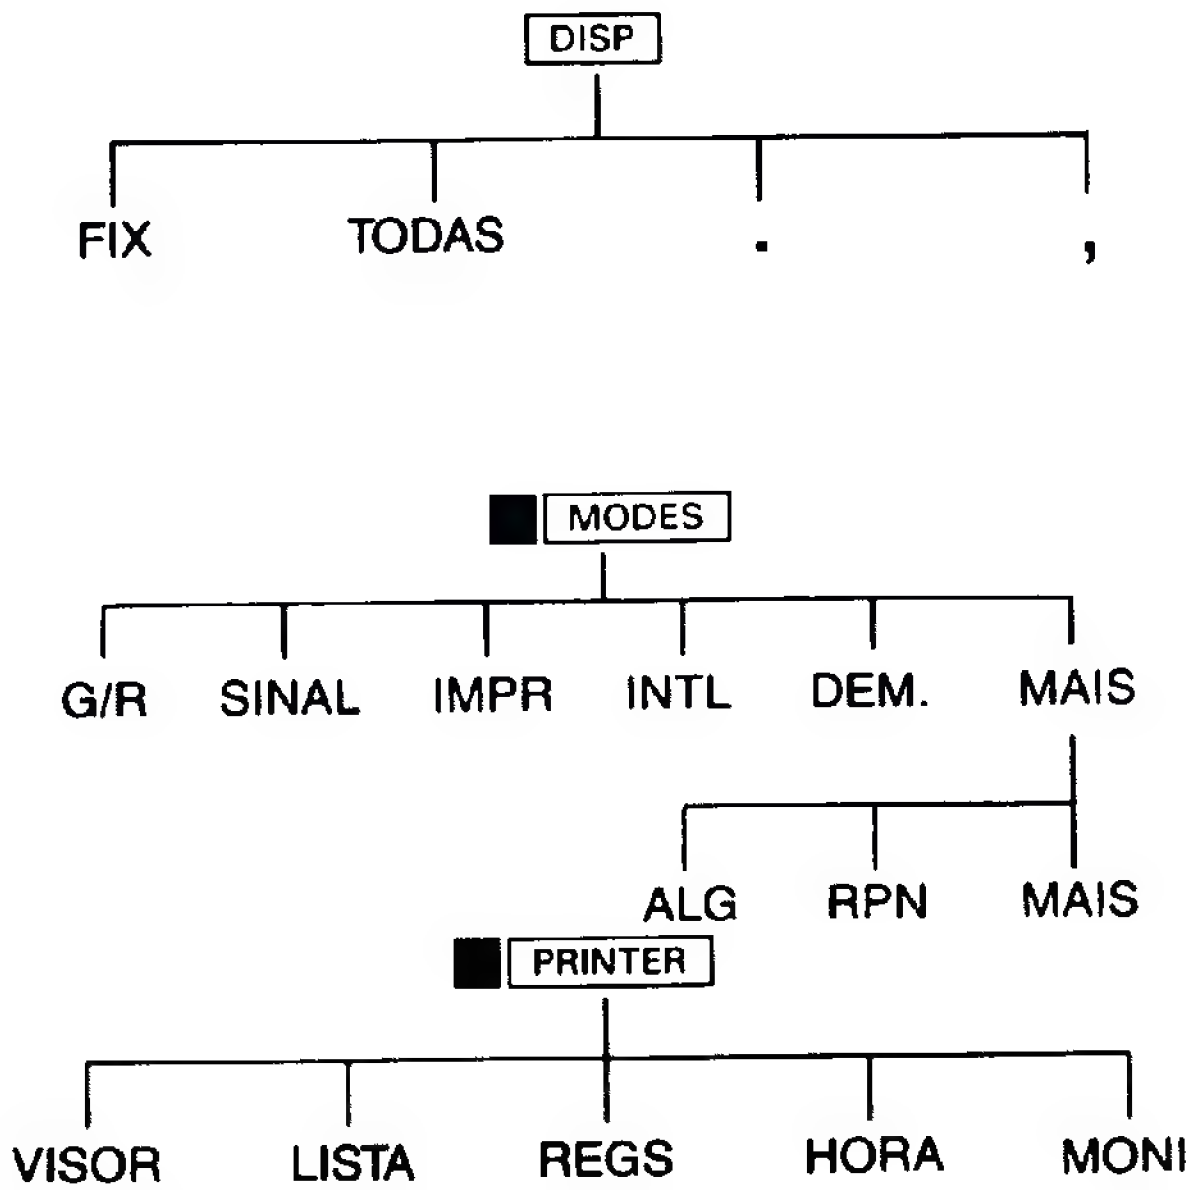 DISP
FIX TODAS . ,
MODES
G/R SINAL IMPR INTL DEM. MAIS
ALG RPN MAIS
PRINTER
VISOR LISTA REGS HORA MONI